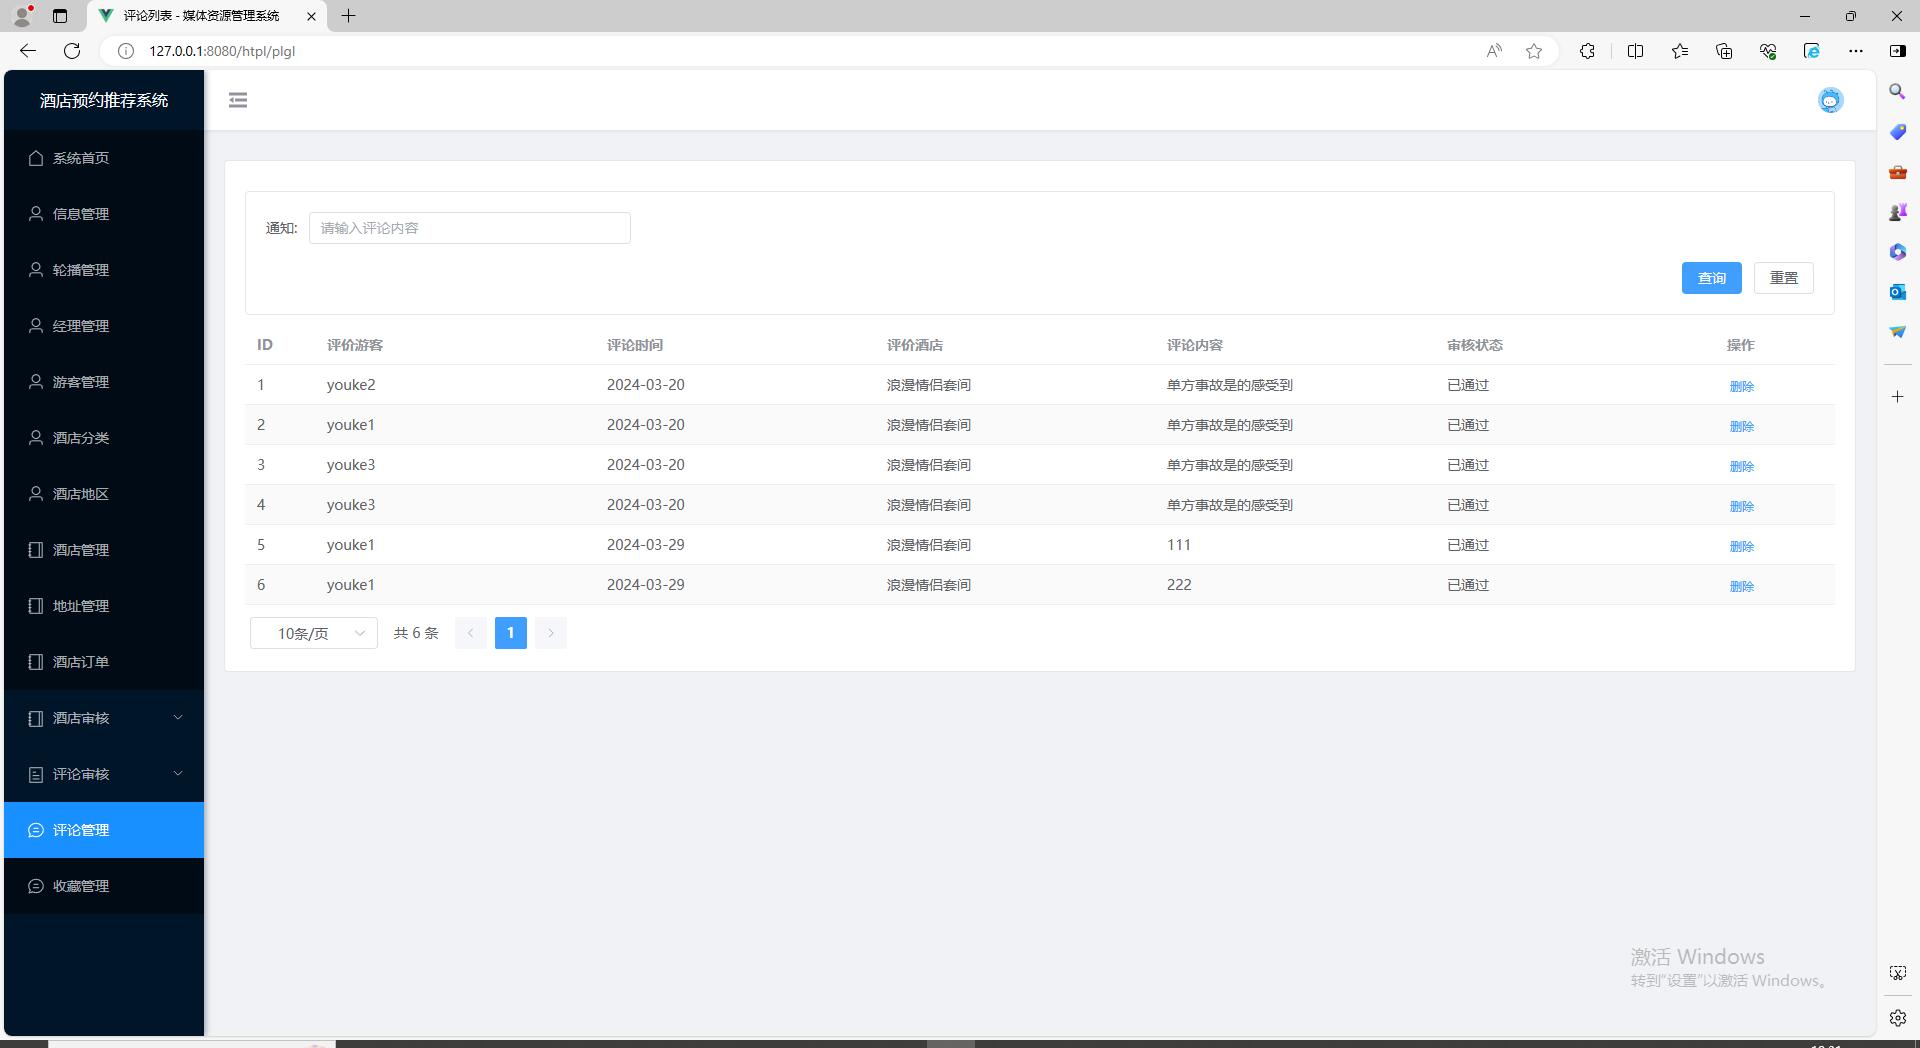 评论列表 - 媒体资源管理系统
127.0.0.1:8080/htpl/plgl
酒店预约推荐系统
系统首页
信息管理
轮播管理
经理管理
游客管理
酒店分类
酒店地区
酒店管理
地址管理
酒店订单
酒店审核
评论审核
评论管理
收藏管理
通知: 请输入评论内容
查询 重置
ID 评价游客 评论时间 评价酒店 评论内容 审核状态 操作
1 youke2 2024-03-20 浪漫情侣套间 单方事故是的感受到 已通过 删除
2 youke1 2024-03-20 浪漫情侣套间 单方事故是的感受到 已通过 删除
3 youke3 2024-03-20 浪漫情侣套间 单方事故是的感受到 已通过 删除
4 youke3 2024-03-20 浪漫情侣套间 单方事故是的感受到 已通过 删除
5 youke1 2024-03-29 浪漫情侣套间 111 已通过 删除
6 youke1 2024-03-29 浪漫情侣套间 222 已通过 删除
10条/页 共 6 条 1
激活 Windows
转到“设置”以激活 Windows。